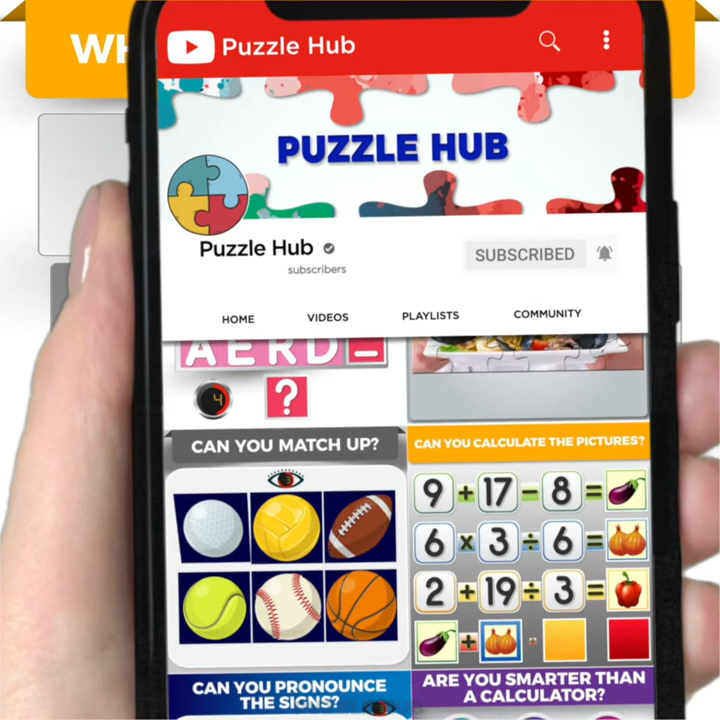 WH
Puzzle Hub
PUZZLE HUB
Puzzle Hub
subscribers
SUBSCRIBED
HOME VIDEOS PLAYLISTS COMMUNITY
AERD_
4
?
CAN YOU MATCH UP?
CAN YOU CALCULATE THE PICTURES?
9 + 17 - 8 =
6 x 3 ÷ 6 =
2 + 19 ÷ 3 =
+ ÷
CAN YOU PRONOUNCE
THE SIGNS?
ARE YOU SMARTER THAN
A CALCULATOR?